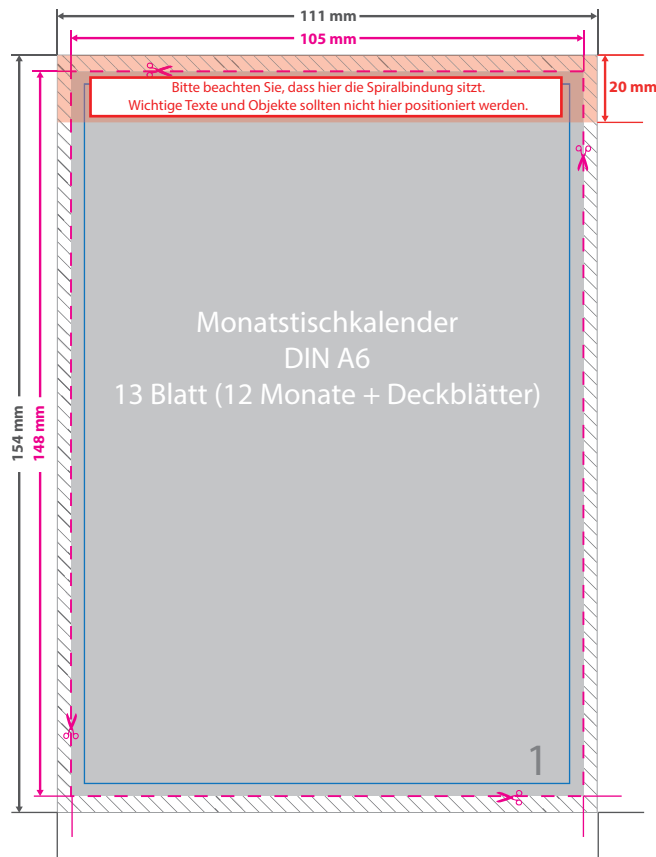 111 mm
105 mm
Bitte beachten Sie, dass hier die Spiralbindung sitzt.
Wichtige Texte und Objekte sollten nicht hier positioniert werden.
20 mm
Monatstischkalender
DIN A6
13 Blatt (12 Monate + Deckblätter)
154 mm
148 mm
1